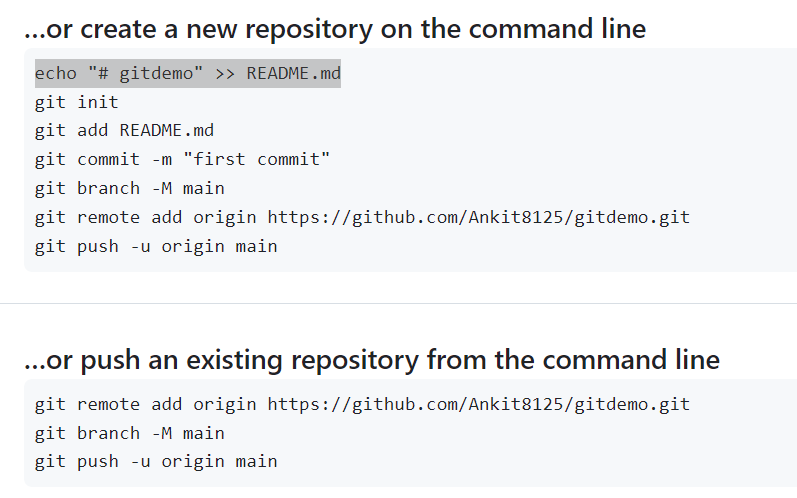 ...or create a new repository on the command line
echo "# gitdemo" >> README.md
git init
git add README.md
git commit -m "first commit"
git branch -M main
git remote add origin https://github.com/Ankit8125/gitdemo.git
git push -u origin main
...or push an existing repository from the command line
git remote add origin https://github.com/Ankit8125/gitdemo.git
git branch -M main
git push -u origin main